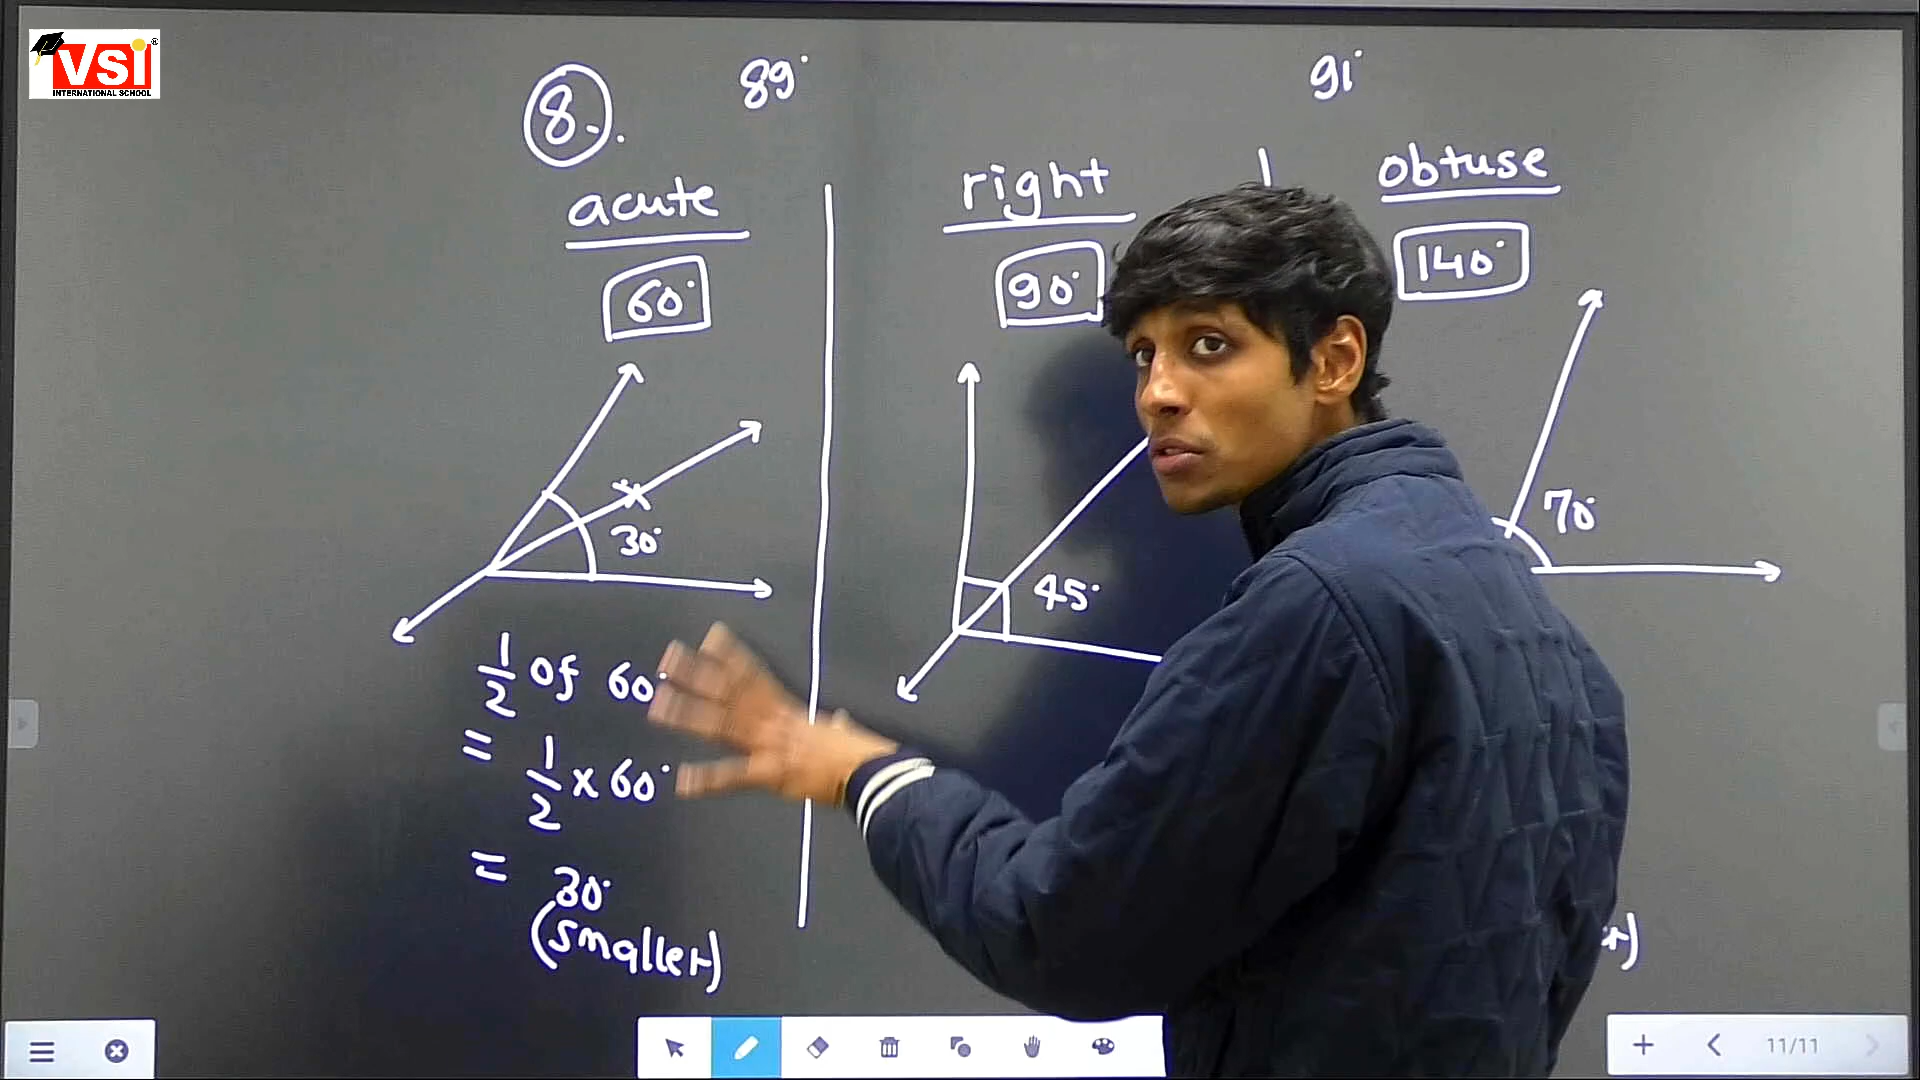 VSI
INTERNATIONAL SCHOOL
8.
89°
91°
acute
60°
30°
1/2 of 60°
= 1/2 x 60°
= 30°
(smaller)
right
90°
45°
obtuse
140°
70°
11/11